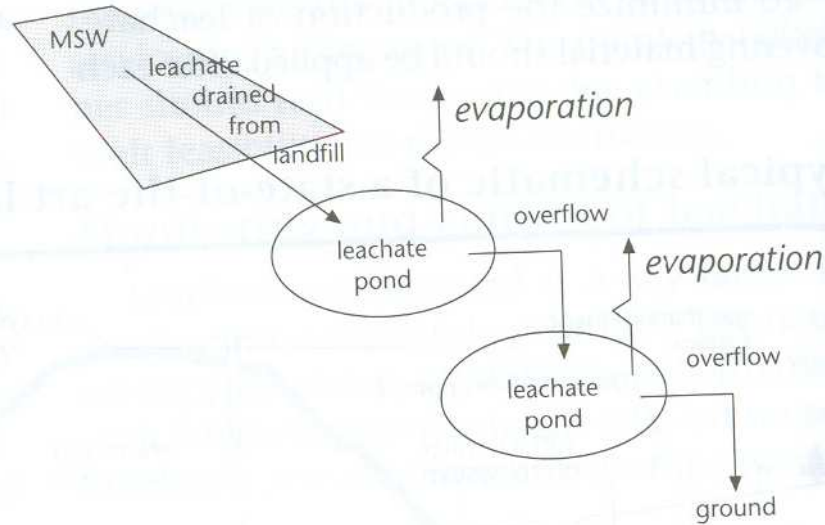 MSW
leachate
drained
from
landfill
evaporation
overflow
leachate
pond
evaporation
overflow
leachate
pond
ground